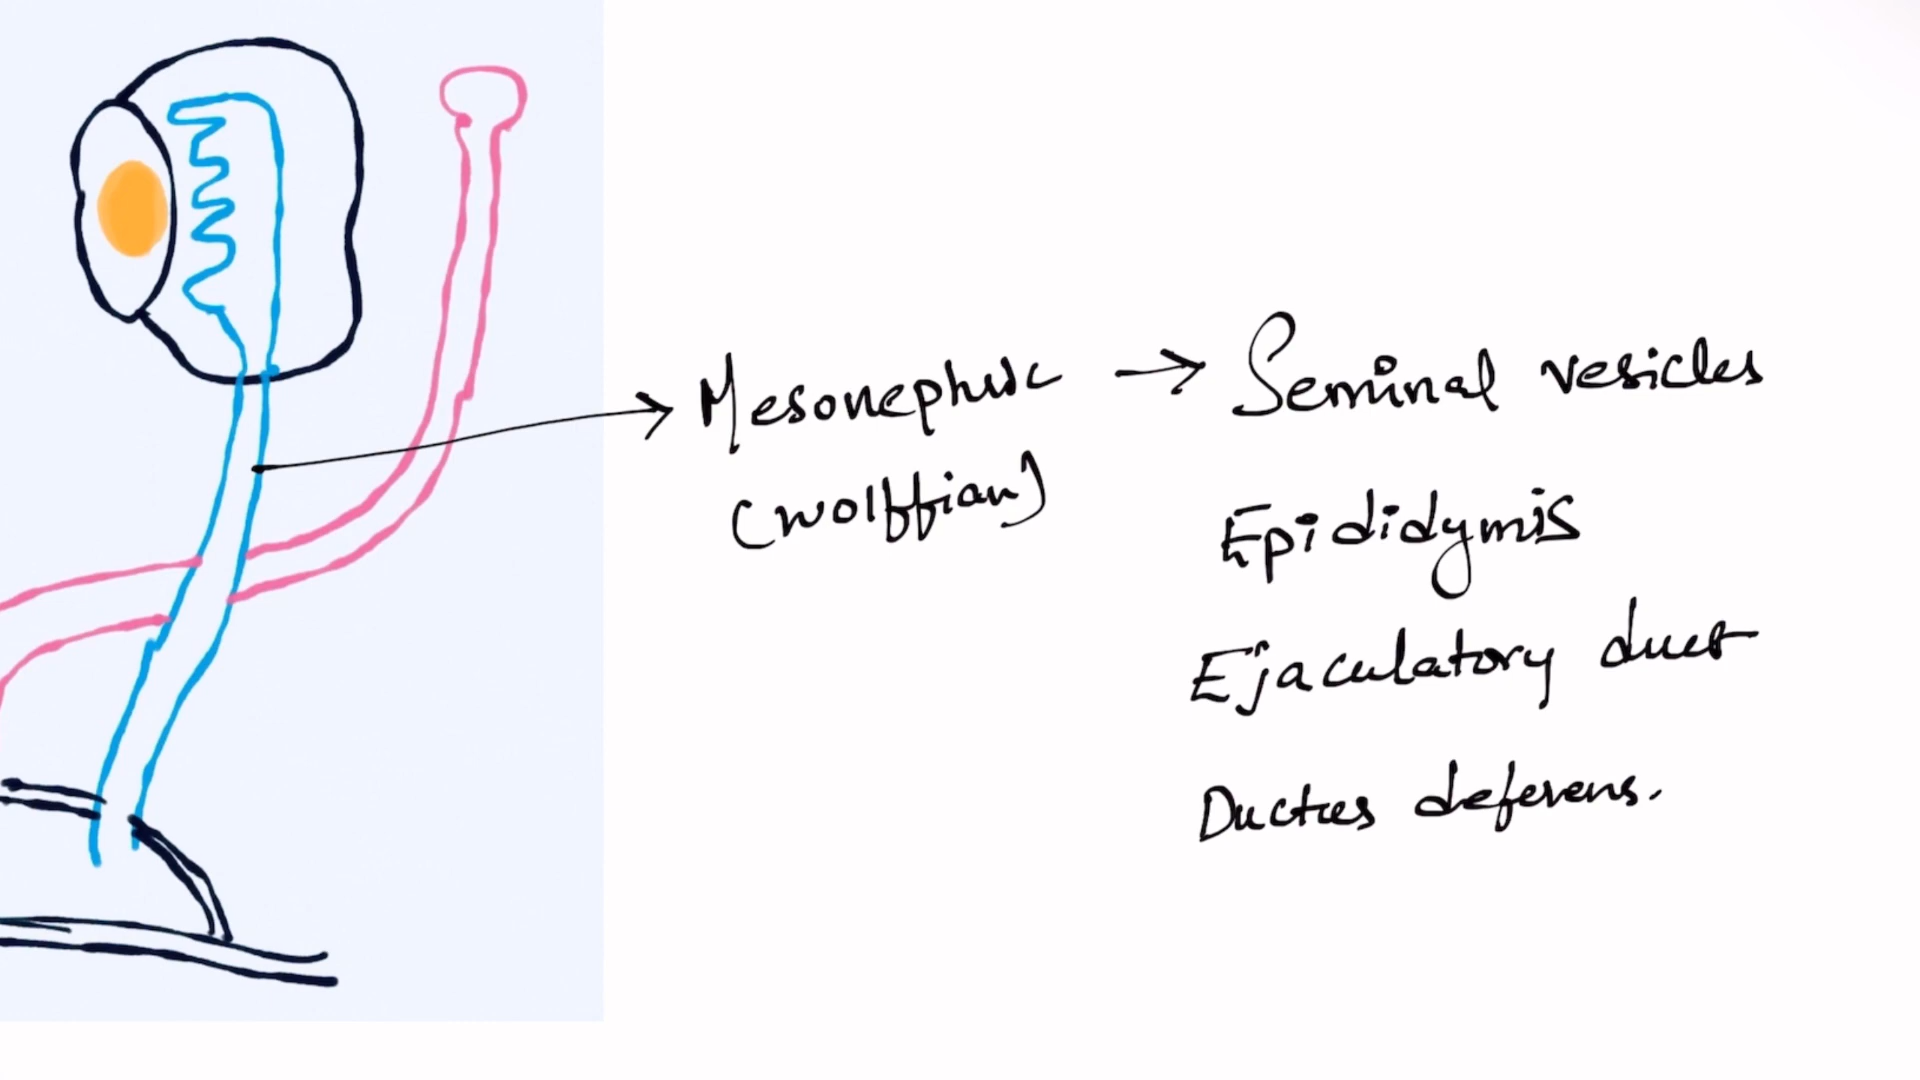 Mesonephric → Seminal vesicles
(Wolffian)
Epididymis
Ejaculatory duct
Ductus deferens.